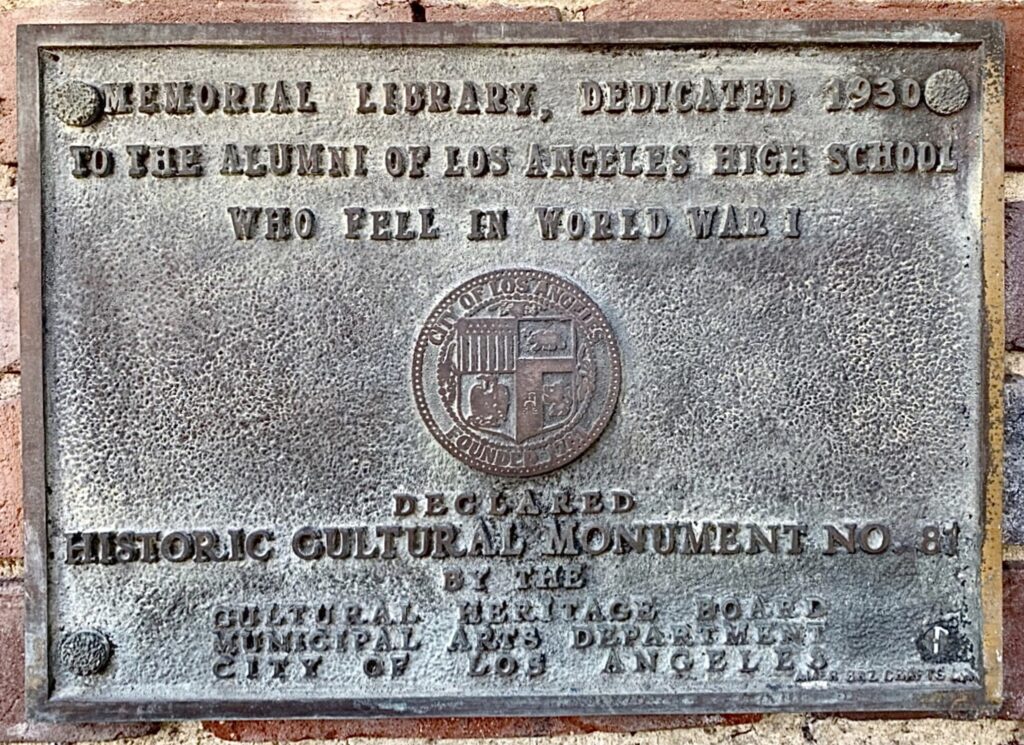 MEMORIAL LIBRARY, DEDICATED 1930
TO THE ALUMNI OF LOS ANGELES HIGH SCHOOL
WHO FELL IN WORLD WAR I
CITY OF LOS ANGELES
FOUNDED 1781
DECLARED
HISTORIC CULTURAL MONUMENT NO. 81
BY THE
CULTURAL HERITAGE BOARD
MUNICIPAL ARTS DEPARTMENT
CITY OF LOS ANGELES